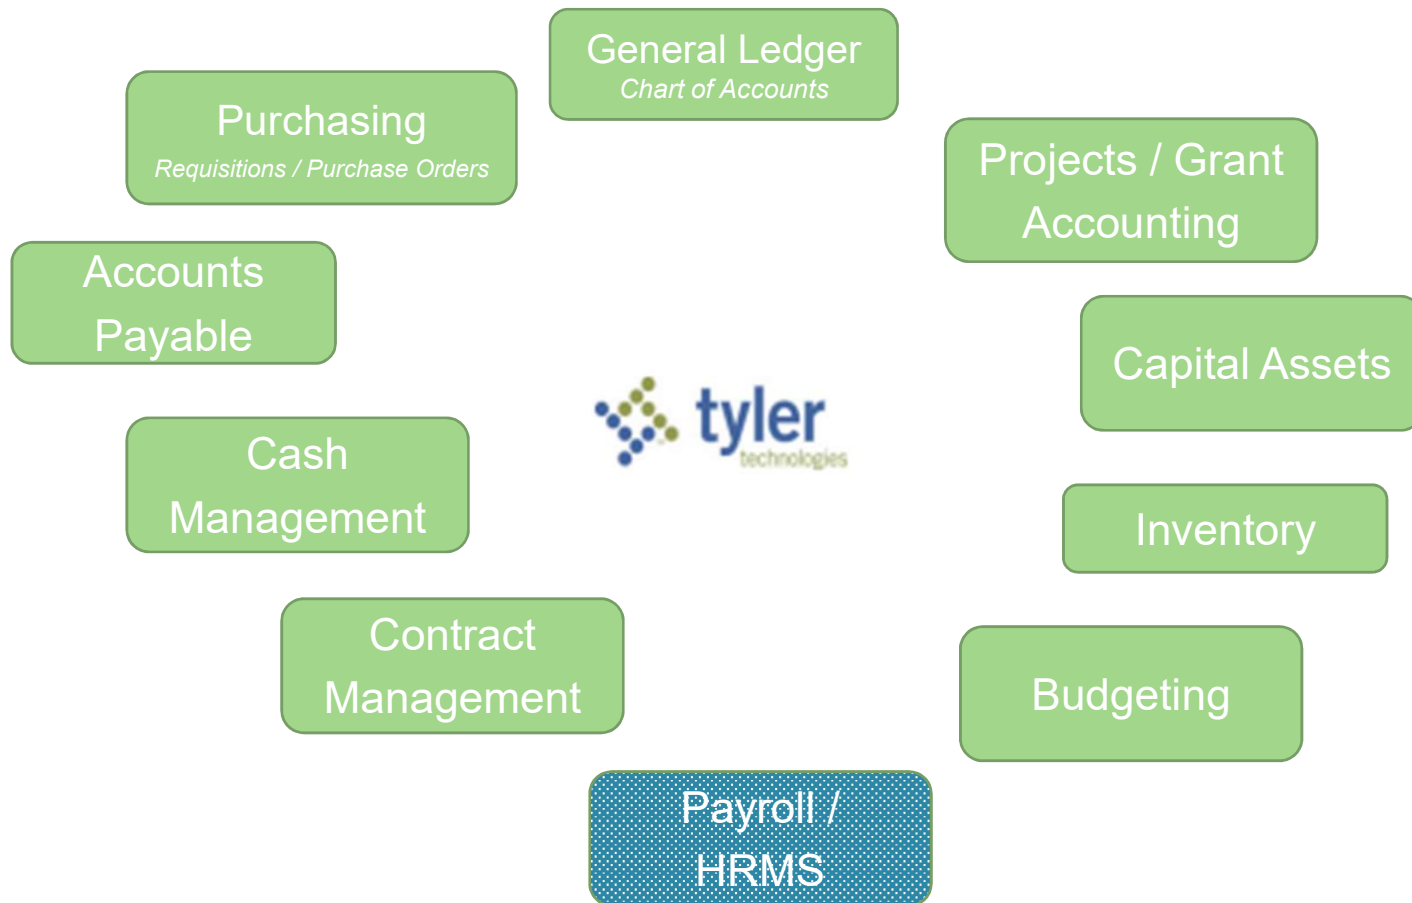 General Ledger
Chart of Accounts
Purchasing
Requisitions / Purchase Orders
Projects / Grant
Accounting
Accounts
Payable
Capital Assets
tyler
technologies
Cash
Management
Inventory
Contract
Management
Budgeting
Payroll /
HRMS